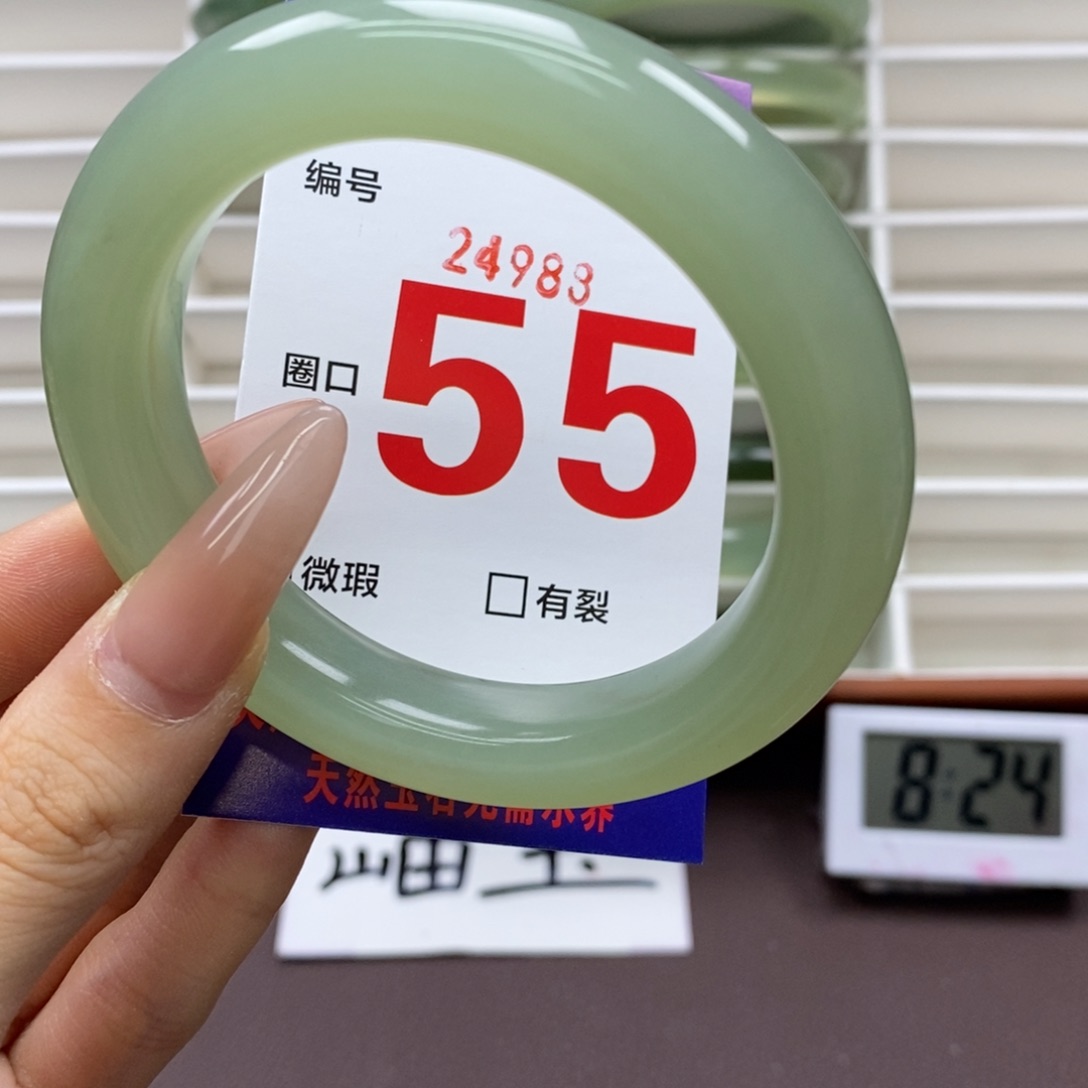 编号
24983
圈口 55
微瑕 □有裂
天然玉石无需水养
岫玉
8:24